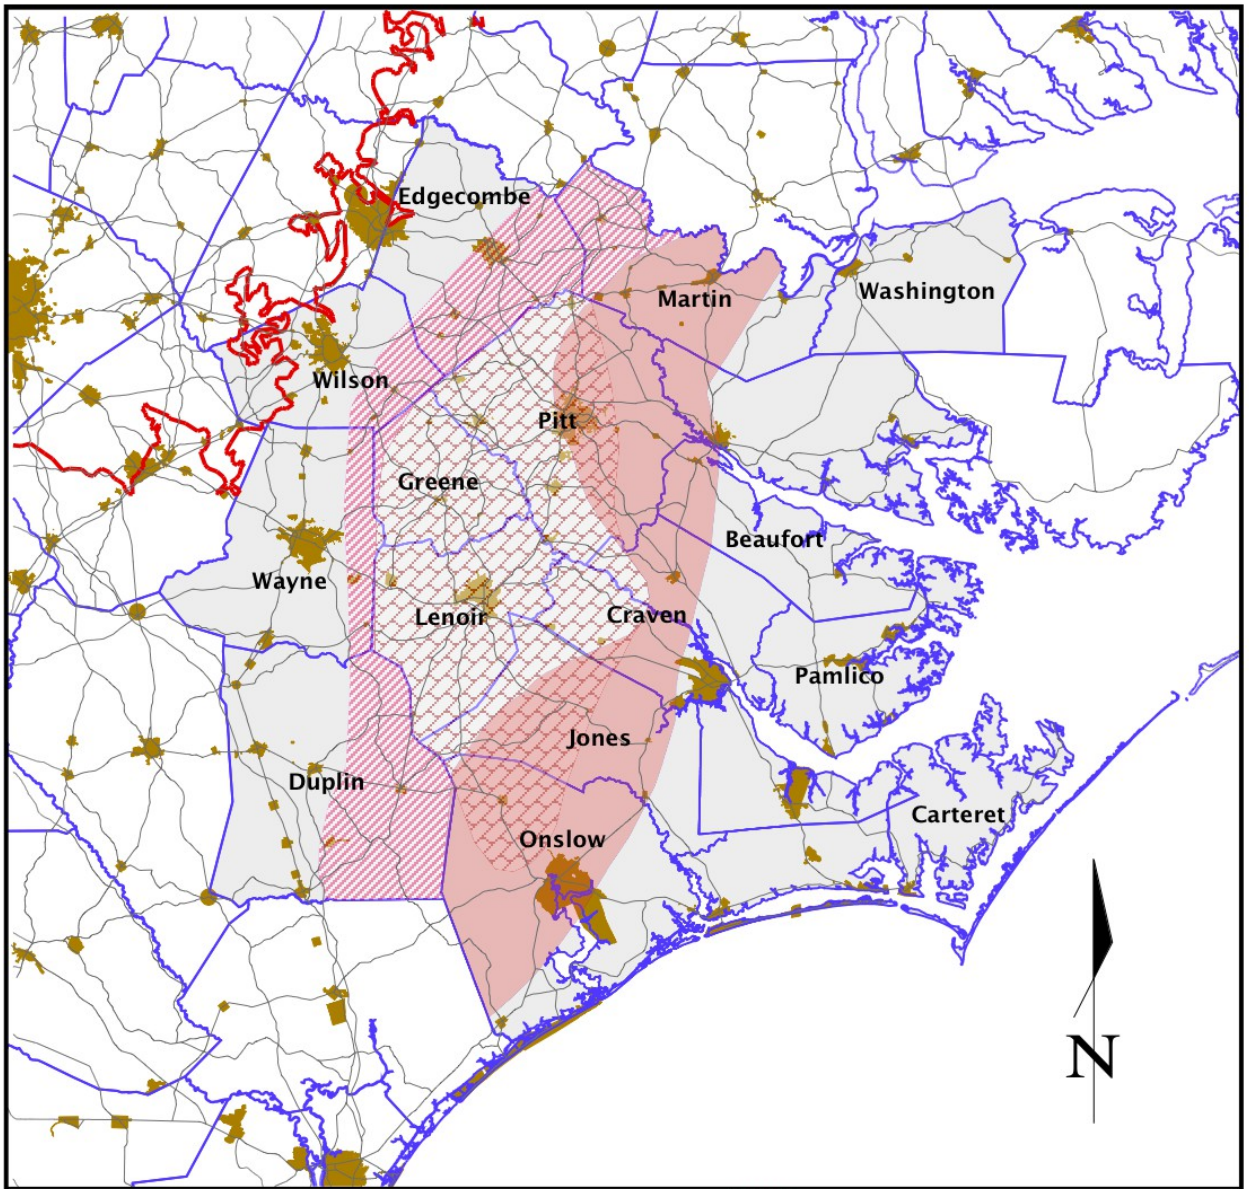 Edgecombe
Martin
Washington
Wilson
Pitt
Greene
Beaufort
Wayne
Lenoir
Craven
Pamlico
Jones
Duplin
Carteret
Onslow
N